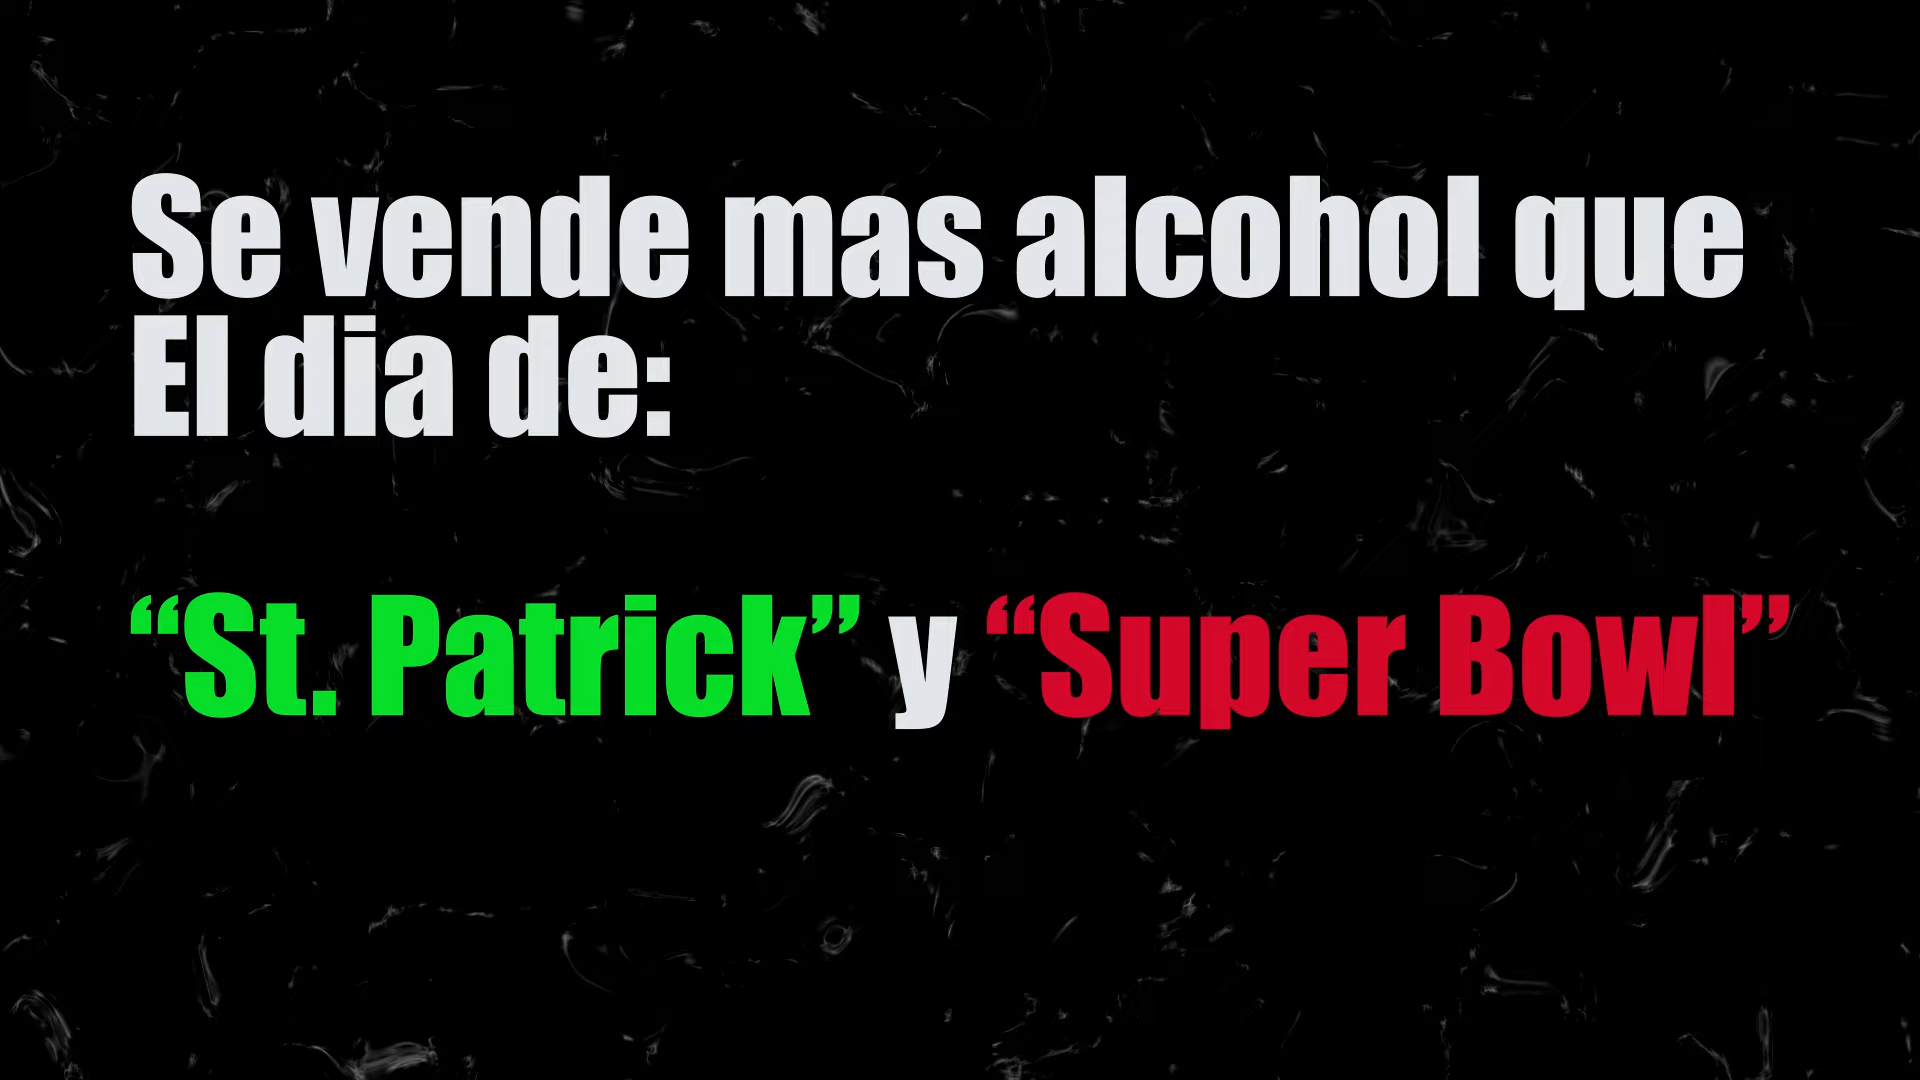 Se vende mas alcohol que
El dia de:
“St. Patrick” y “Super Bowl”